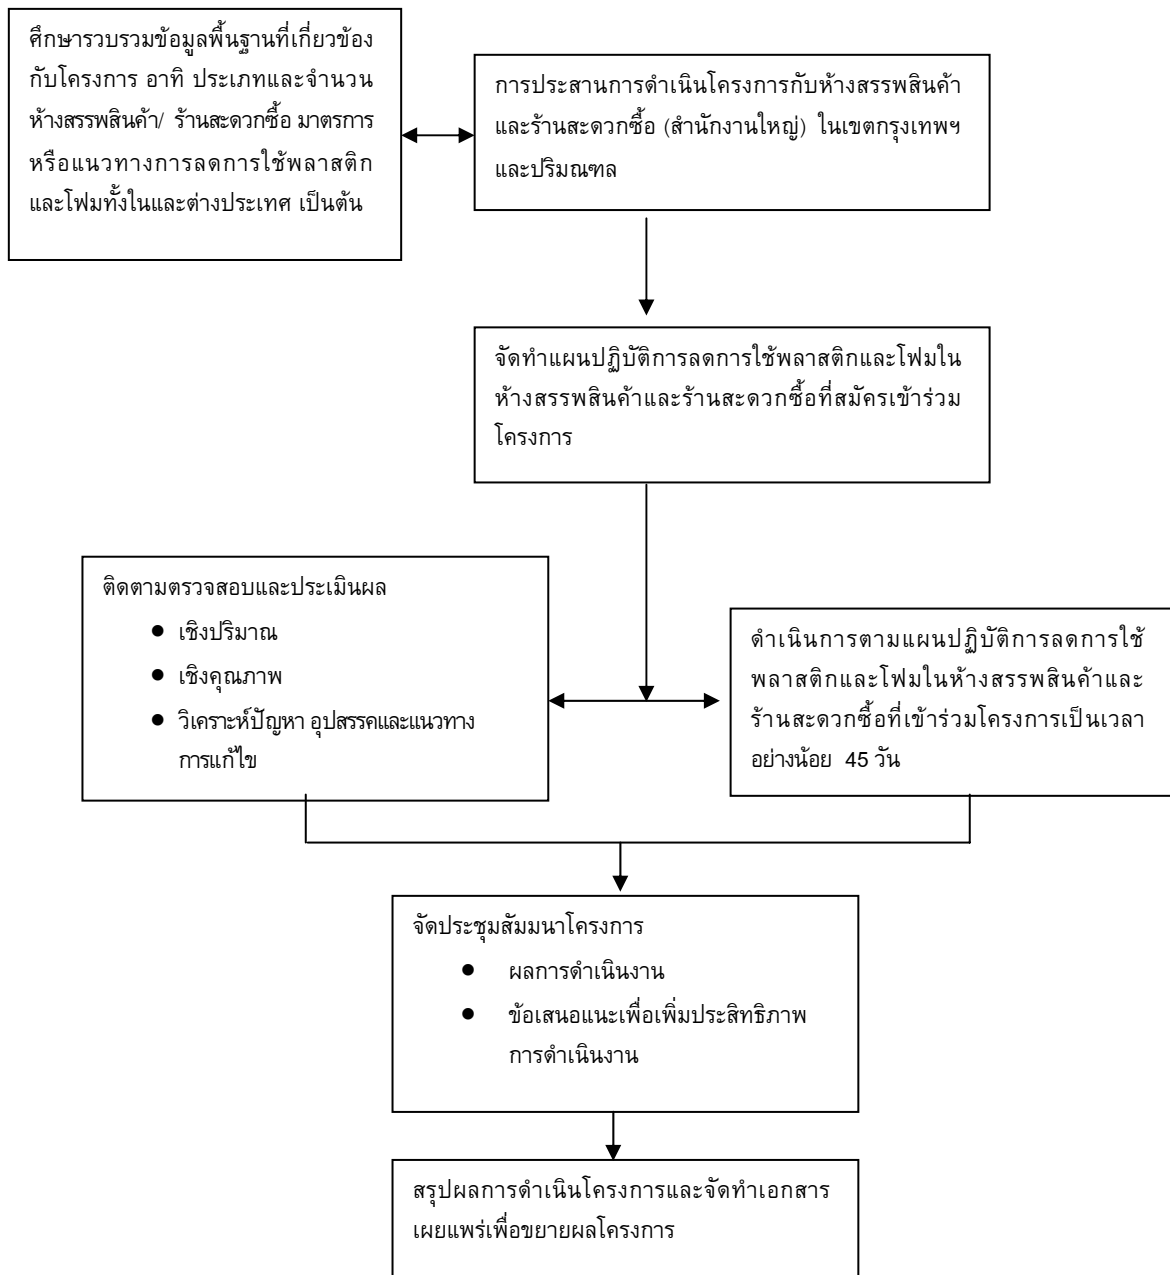 ศึกษารวบรวมข้อมูลพื้นฐานที่เกี่ยวข้อง
กับโครงการ อาทิ ประเภทและจำนวน
ห้างสรรพสินค้า/ ร้านสะดวกซื้อ มาตรการ
หรือแนวทางการลดการใช้พลาสติก
และโฟมทั้งในและต่างประเทศ เป็นต้น
การประสานการดำเนินโครงการกับห้างสรรพสินค้า
และร้านสะดวกซื้อ (สำนักงานใหญ่) ในเขตกรุงเทพฯ
และปริมณฑล
จัดทำแผนปฏิบัติการลดการใช้พลาสติกและโฟมใน
ห้างสรรพสินค้าและร้านสะดวกซื้อที่สมัครเข้าร่วม
โครงการ
ติดตามตรวจสอบและประเมินผล
● เชิงปริมาณ
● เชิงคุณภาพ
● วิเคราะห์ปัญหา อุปสรรคและแนวทาง
การแก้ไข
ดำเนินการตามแผนปฏิบัติการลดการใช้
พลาสติกและโฟมในห้างสรรพสินค้าและ
ร้านสะดวกซื้อที่เข้าร่วมโครงการเป็นเวลา
อย่างน้อย 45 วัน
จัดประชุมสัมมนาโครงการ
● ผลการดำเนินงาน
● ข้อเสนอแนะเพื่อเพิ่มประสิทธิภาพ
การดำเนินงาน
สรุปผลการดำเนินโครงการและจัดทำเอกสาร
เผยแพร่เพื่อขยายผลโครงการ